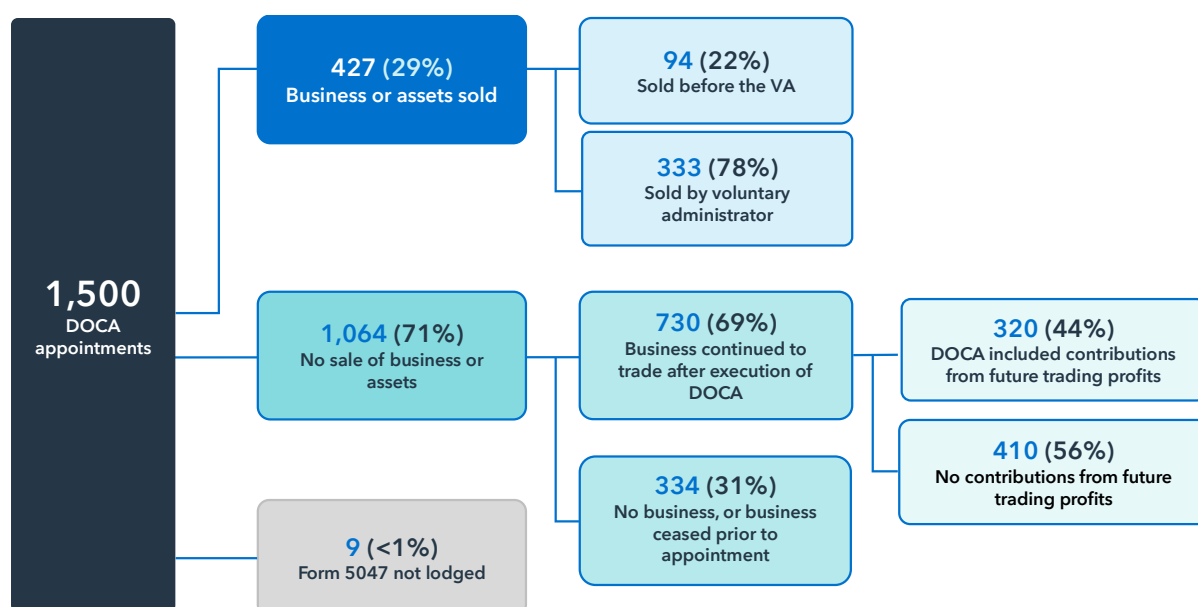 1,500
DOCA
appointments
427 (29%)
Business or assets sold
94 (22%)
Sold before the VA
333 (78%)
Sold by voluntary
administrator
1,064 (71%)
No sale of business or
assets
730 (69%)
Business continued to
trade after execution of
DOCA
320 (44%)
DOCA included contributions
from future trading profits
410 (56%)
No contributions from future
trading profits
334 (31%)
No business, or business
ceased prior to
appointment
9 (<1%)
Form 5047 not lodged